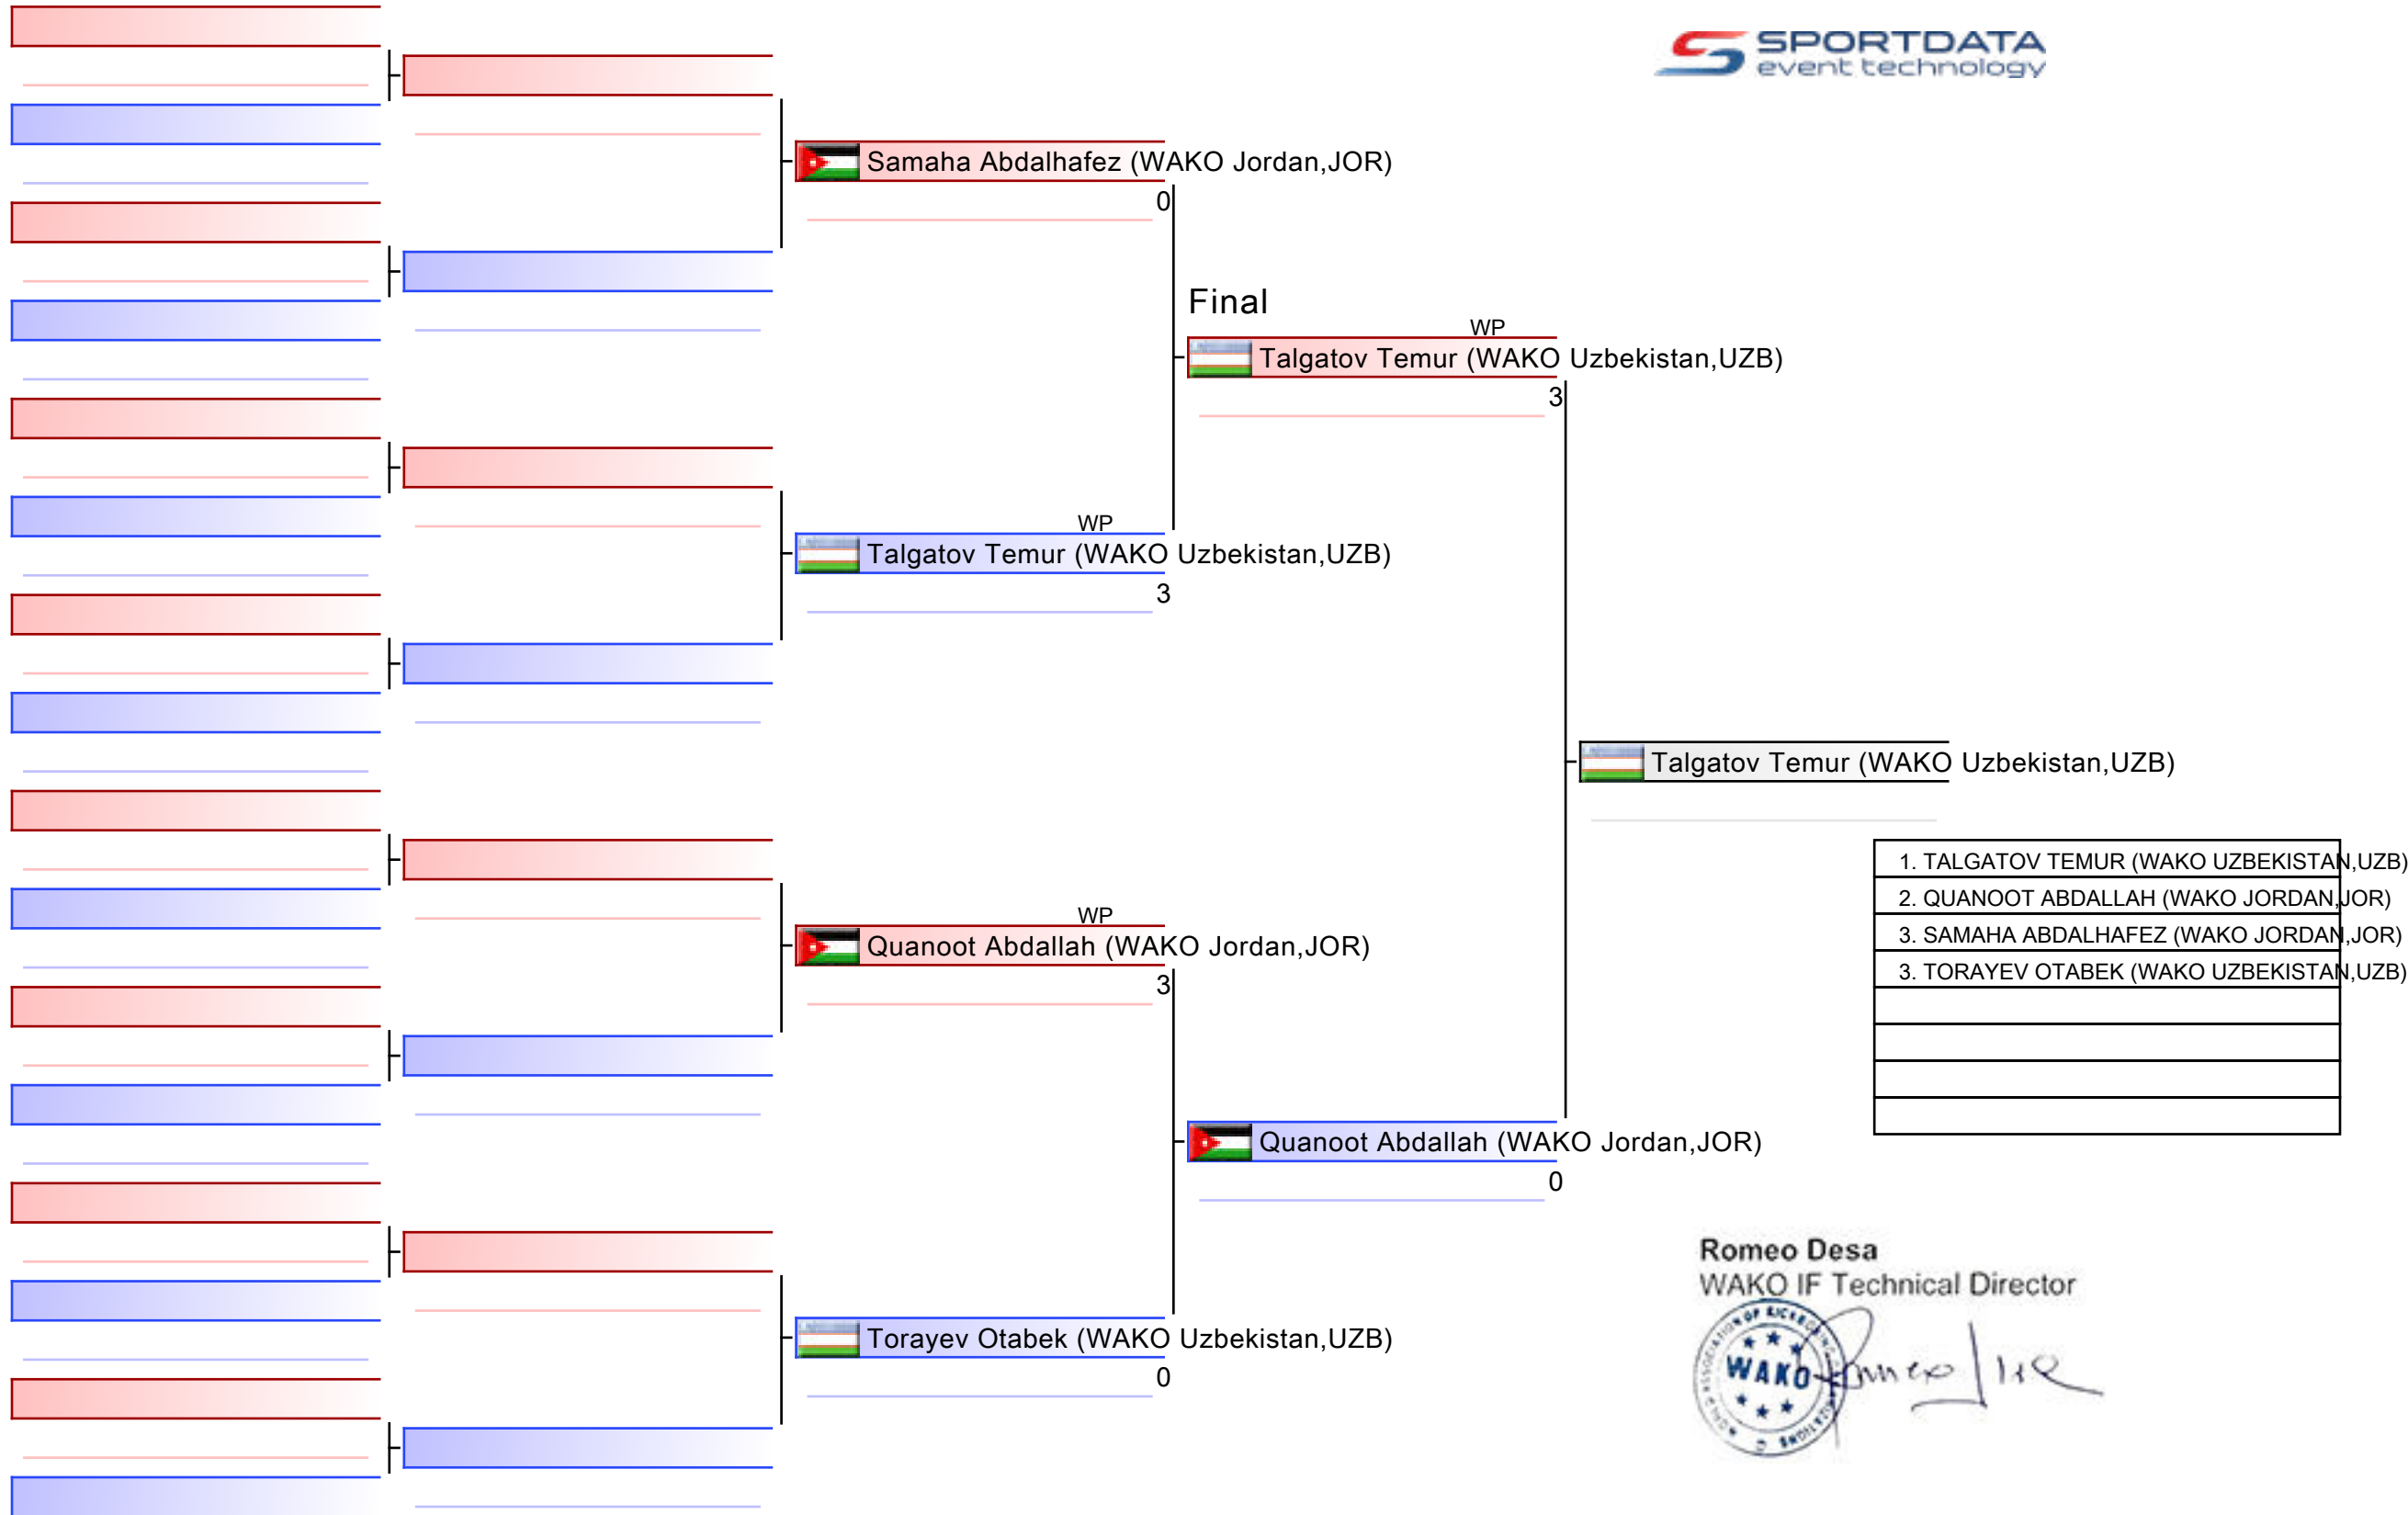 SPORTDATA
event technology
Samaha Abdalhafez (WAKO Jordan,JOR)
0
Final
WP
Talgatov Temur (WAKO Uzbekistan,UZB)
3
WP
Talgatov Temur (WAKO Uzbekistan,UZB)
3
Talgatov Temur (WAKO Uzbekistan,UZB)
1. TALGATOV TEMUR (WAKO UZBEKISTAN,UZB)
2. QUANOOT ABDALLAH (WAKO JORDAN,JOR)
3. SAMAHA ABDALHAFEZ (WAKO JORDAN,JOR)
3. TORAYEV OTABEK (WAKO UZBEKISTAN,UZB)
WP
Quanoot Abdallah (WAKO Jordan,JOR)
3
Quanoot Abdallah (WAKO Jordan,JOR)
0
Torayev Otabek (WAKO Uzbekistan,UZB)
0
Romeo Desa
WAKO IF Technical Director
WAKO